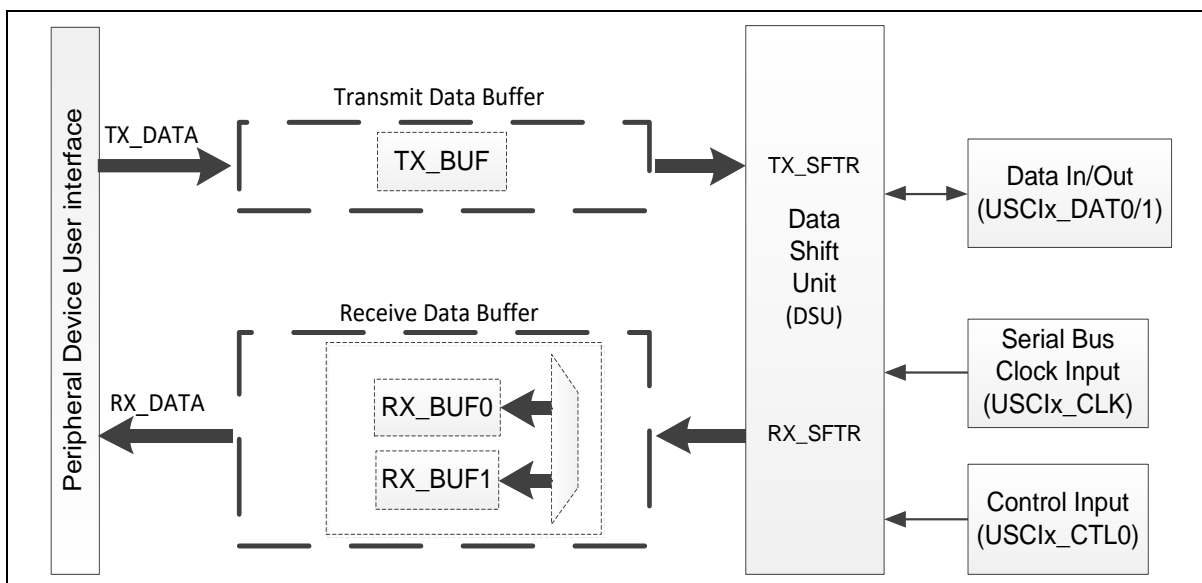 Peripheral Device User interface
TX_DATA
Transmit Data Buffer
TX_BUF
RX_DATA
Receive Data Buffer
RX_BUF0
RX_BUF1
TX_SFTR
Data
Shift
Unit
(DSU)
RX_SFTR
Data In/Out
(USCIx_DAT0/1)
Serial Bus
Clock Input
(USCIx_CLK)
Control Input
(USCIx_CTL0)